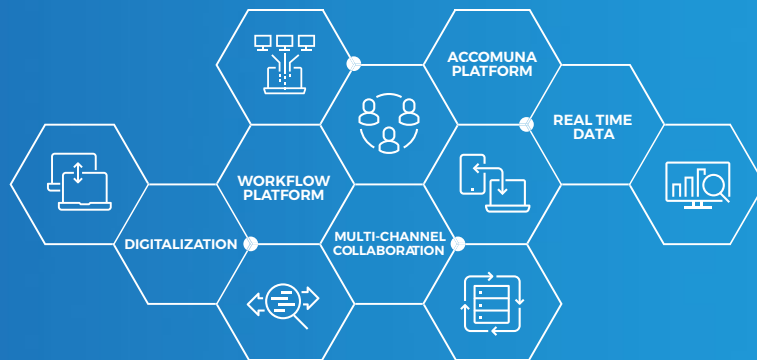 ACCOMUNA
PLATFORM
REAL TIME
DATA
WORKFLOW
PLATFORM
DIGITALIZATION
MULTI-CHANNEL
COLLABORATION